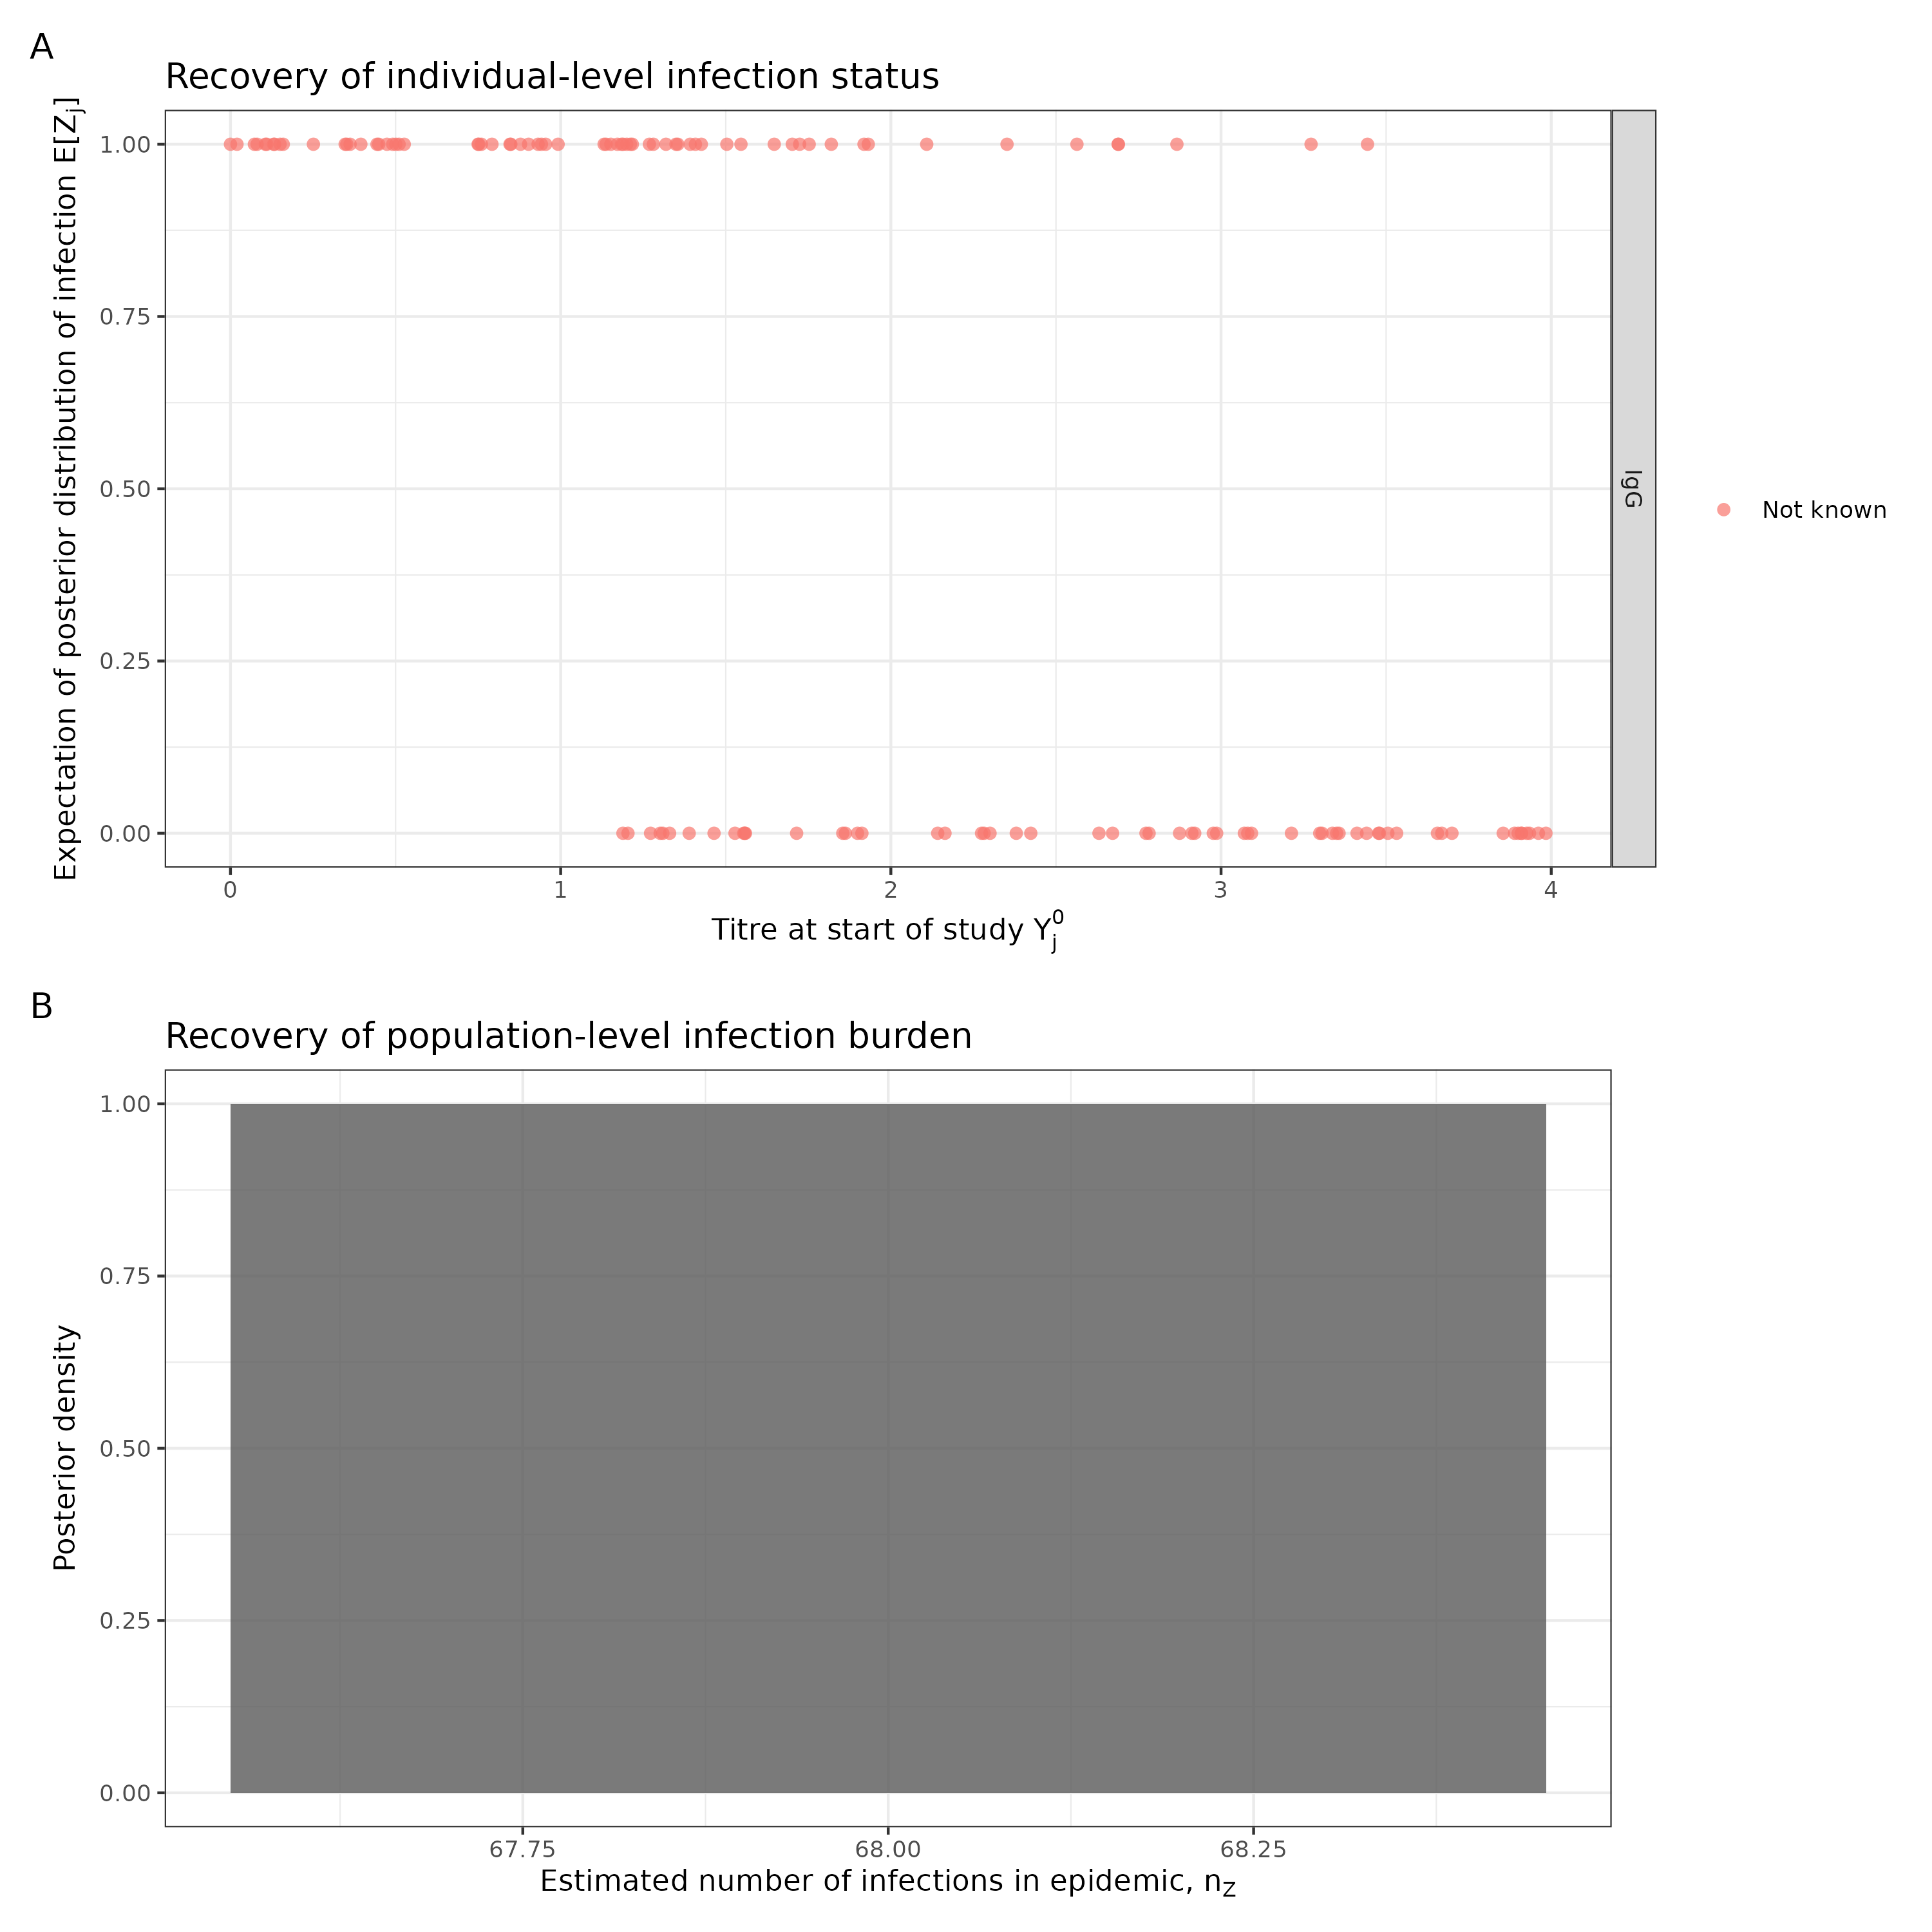 A
Recovery of individual-level infection status
Expectation of posterior distribution of infection E[Zj]
1.00
0.75
0.50
0.25
0.00
IgG
Not known
0 1 2 3 4
Titre at start of study Yj0
B
Recovery of population-level infection burden
Posterior density
1.00
0.75
0.50
0.25
0.00
67.75 68.00 68.25
Estimated number of infections in epidemic, nZ